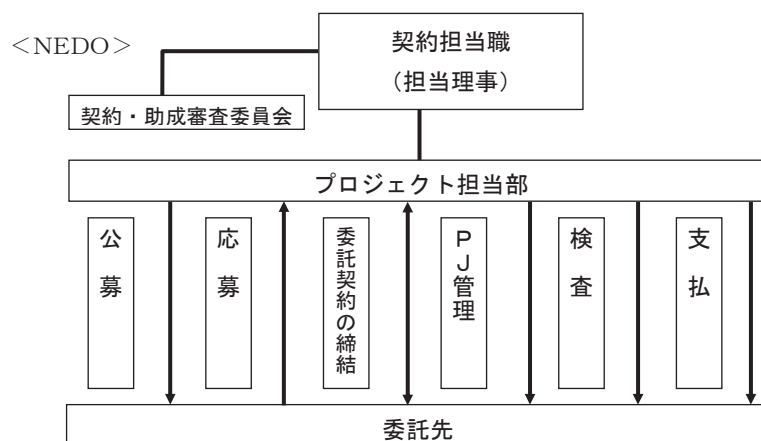 ＜NEDO＞
契約担当職
（担当理事）
契約・助成審査委員会
プロジェクト担当部
公募
応募
委託契約の締結
ＰＪ管理
検査
支払
委託先